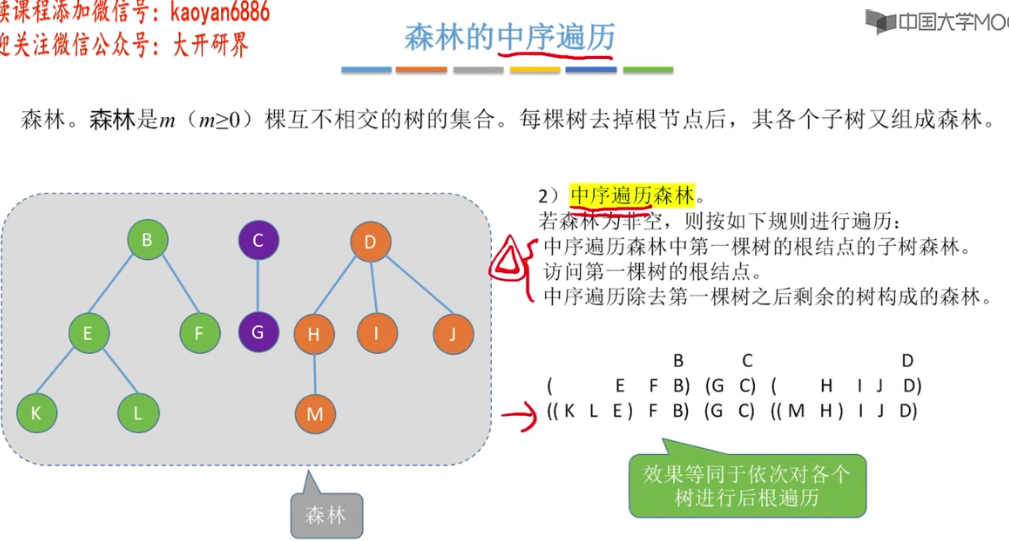 读课程添加微信号：kaoyan6886
迎关注微信公众号：大开研界
中国大学MOO
森林的中序遍历
森林。森林是m（m≥0）棵互不相交的树的集合。每棵树去掉根节点后，其各个子树又组成森林。
2）中序遍历森林。
若森林为非空，则按如下规则进行遍历：
中序遍历森林中第一棵树的根结点的子树森林。
访问第一棵树的根结点。
中序遍历除去第一棵树之后剩余的树构成的森林。
B C D
E F G H I J
K L M
森林
B C D
( E F B) (G C) ( H I J D)
((K L E) F B) (G C) ((M H) I J D)
效果等同于依次对各个
树进行后根遍历